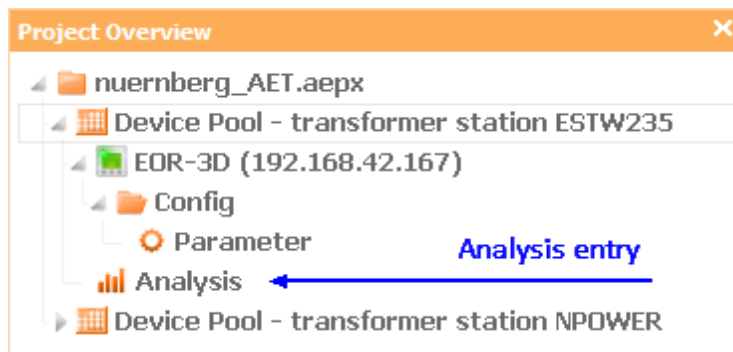 Project Overview
nuernberg_AET.aepx
Device Pool - transformer station ESTW235
EOR-3D (192.168.42.167)
Config
Parameter
Analysis entry
Analysis
Device Pool - transformer station NPOWER